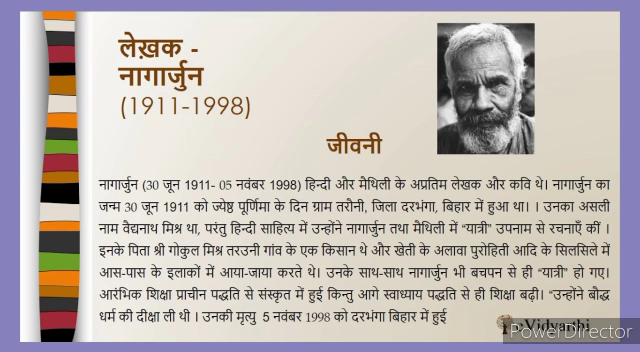 लेख़क -
नागार्जुन
(1911-1998)
जीवनी
नागार्जुन (30 जून 1911- 05 नवंबर 1998) हिन्दी और मैथिली के अप्रतिम लेखक और कवि थे। नागार्जुन का
जन्म 30 जून 1911 को ज्येष्ठ पूर्णिमा के दिन ग्राम तरौनी, जिला दरभंगा, बिहार में हुआ था। । उनका असली
नाम वैद्यनाथ मिश्र था, परंतु हिन्दी साहित्य में उन्होंने नागार्जुन तथा मैथिली में "यात्री" उपनाम से रचनाएँ कीं ।
इनके पिता श्री गोकुल मिश्र तरउनी गांव के एक किसान थे और खेती के अलावा पुरोहिती आदि के सिलसिले में
आस-पास के इलाकों में आया-जाया करते थे। उनके साथ-साथ नागार्जुन भी बचपन से ही "यात्री" हो गए।
आरंभिक शिक्षा प्राचीन पद्धति से संस्कृत में हुई किन्तु आगे स्वाध्याय पद्धति से ही शिक्षा बढ़ी। "उन्होंने बौद्ध
धर्म की दीक्षा ली थी । उनकी मृत्यु 5 नवंबर 1998 को दरभंगा बिहार में हुई
PowerDirector